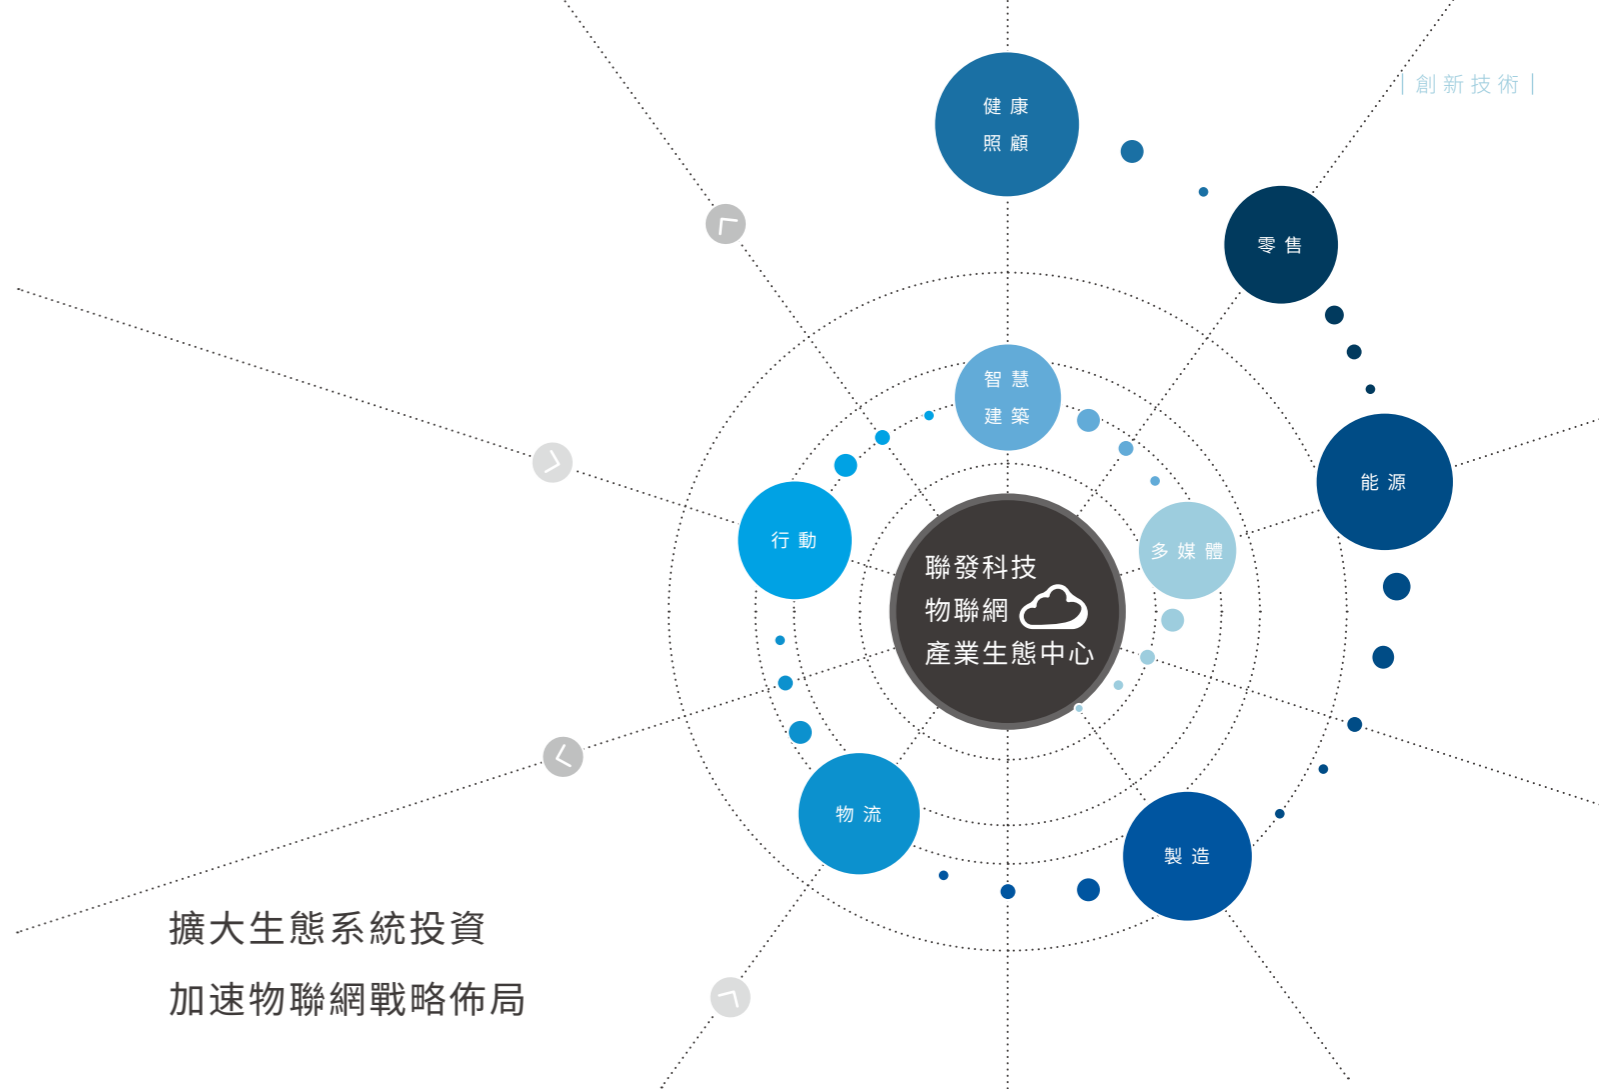 ｜創新技術｜
健康
照顧
零售
智慧
建築
能源
行動
多媒體
聯發科技
物聯網
產業生態中心
物流
製造
擴大生態系統投資
加速物聯網戰略佈局